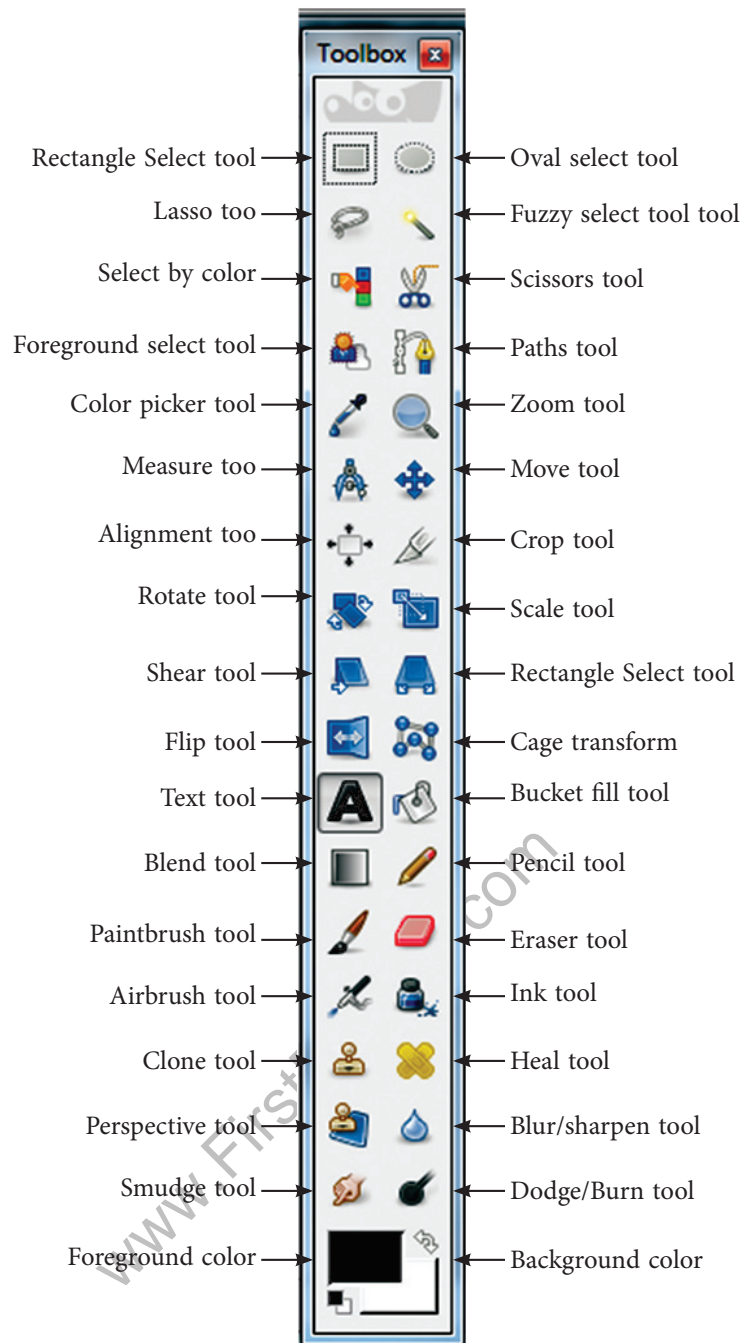 Toolbox
Rectangle Select tool
Oval select tool
Lasso too
Fuzzy select tool tool
Select by color
Scissors tool
Foreground select tool
Paths tool
Color picker tool
Zoom tool
Measure too
Move tool
Alignment too
Crop tool
Rotate tool
Scale tool
Shear tool
Rectangle Select tool
Flip tool
Cage transform
Text tool
Bucket fill tool
Blend tool
Pencil tool
Paintbrush tool
Eraser tool
Airbrush tool
Ink tool
Clone tool
Heal tool
Perspective tool
Blur/sharpen tool
Smudge tool
Dodge/Burn tool
Foreground color
Background color
www.First
com